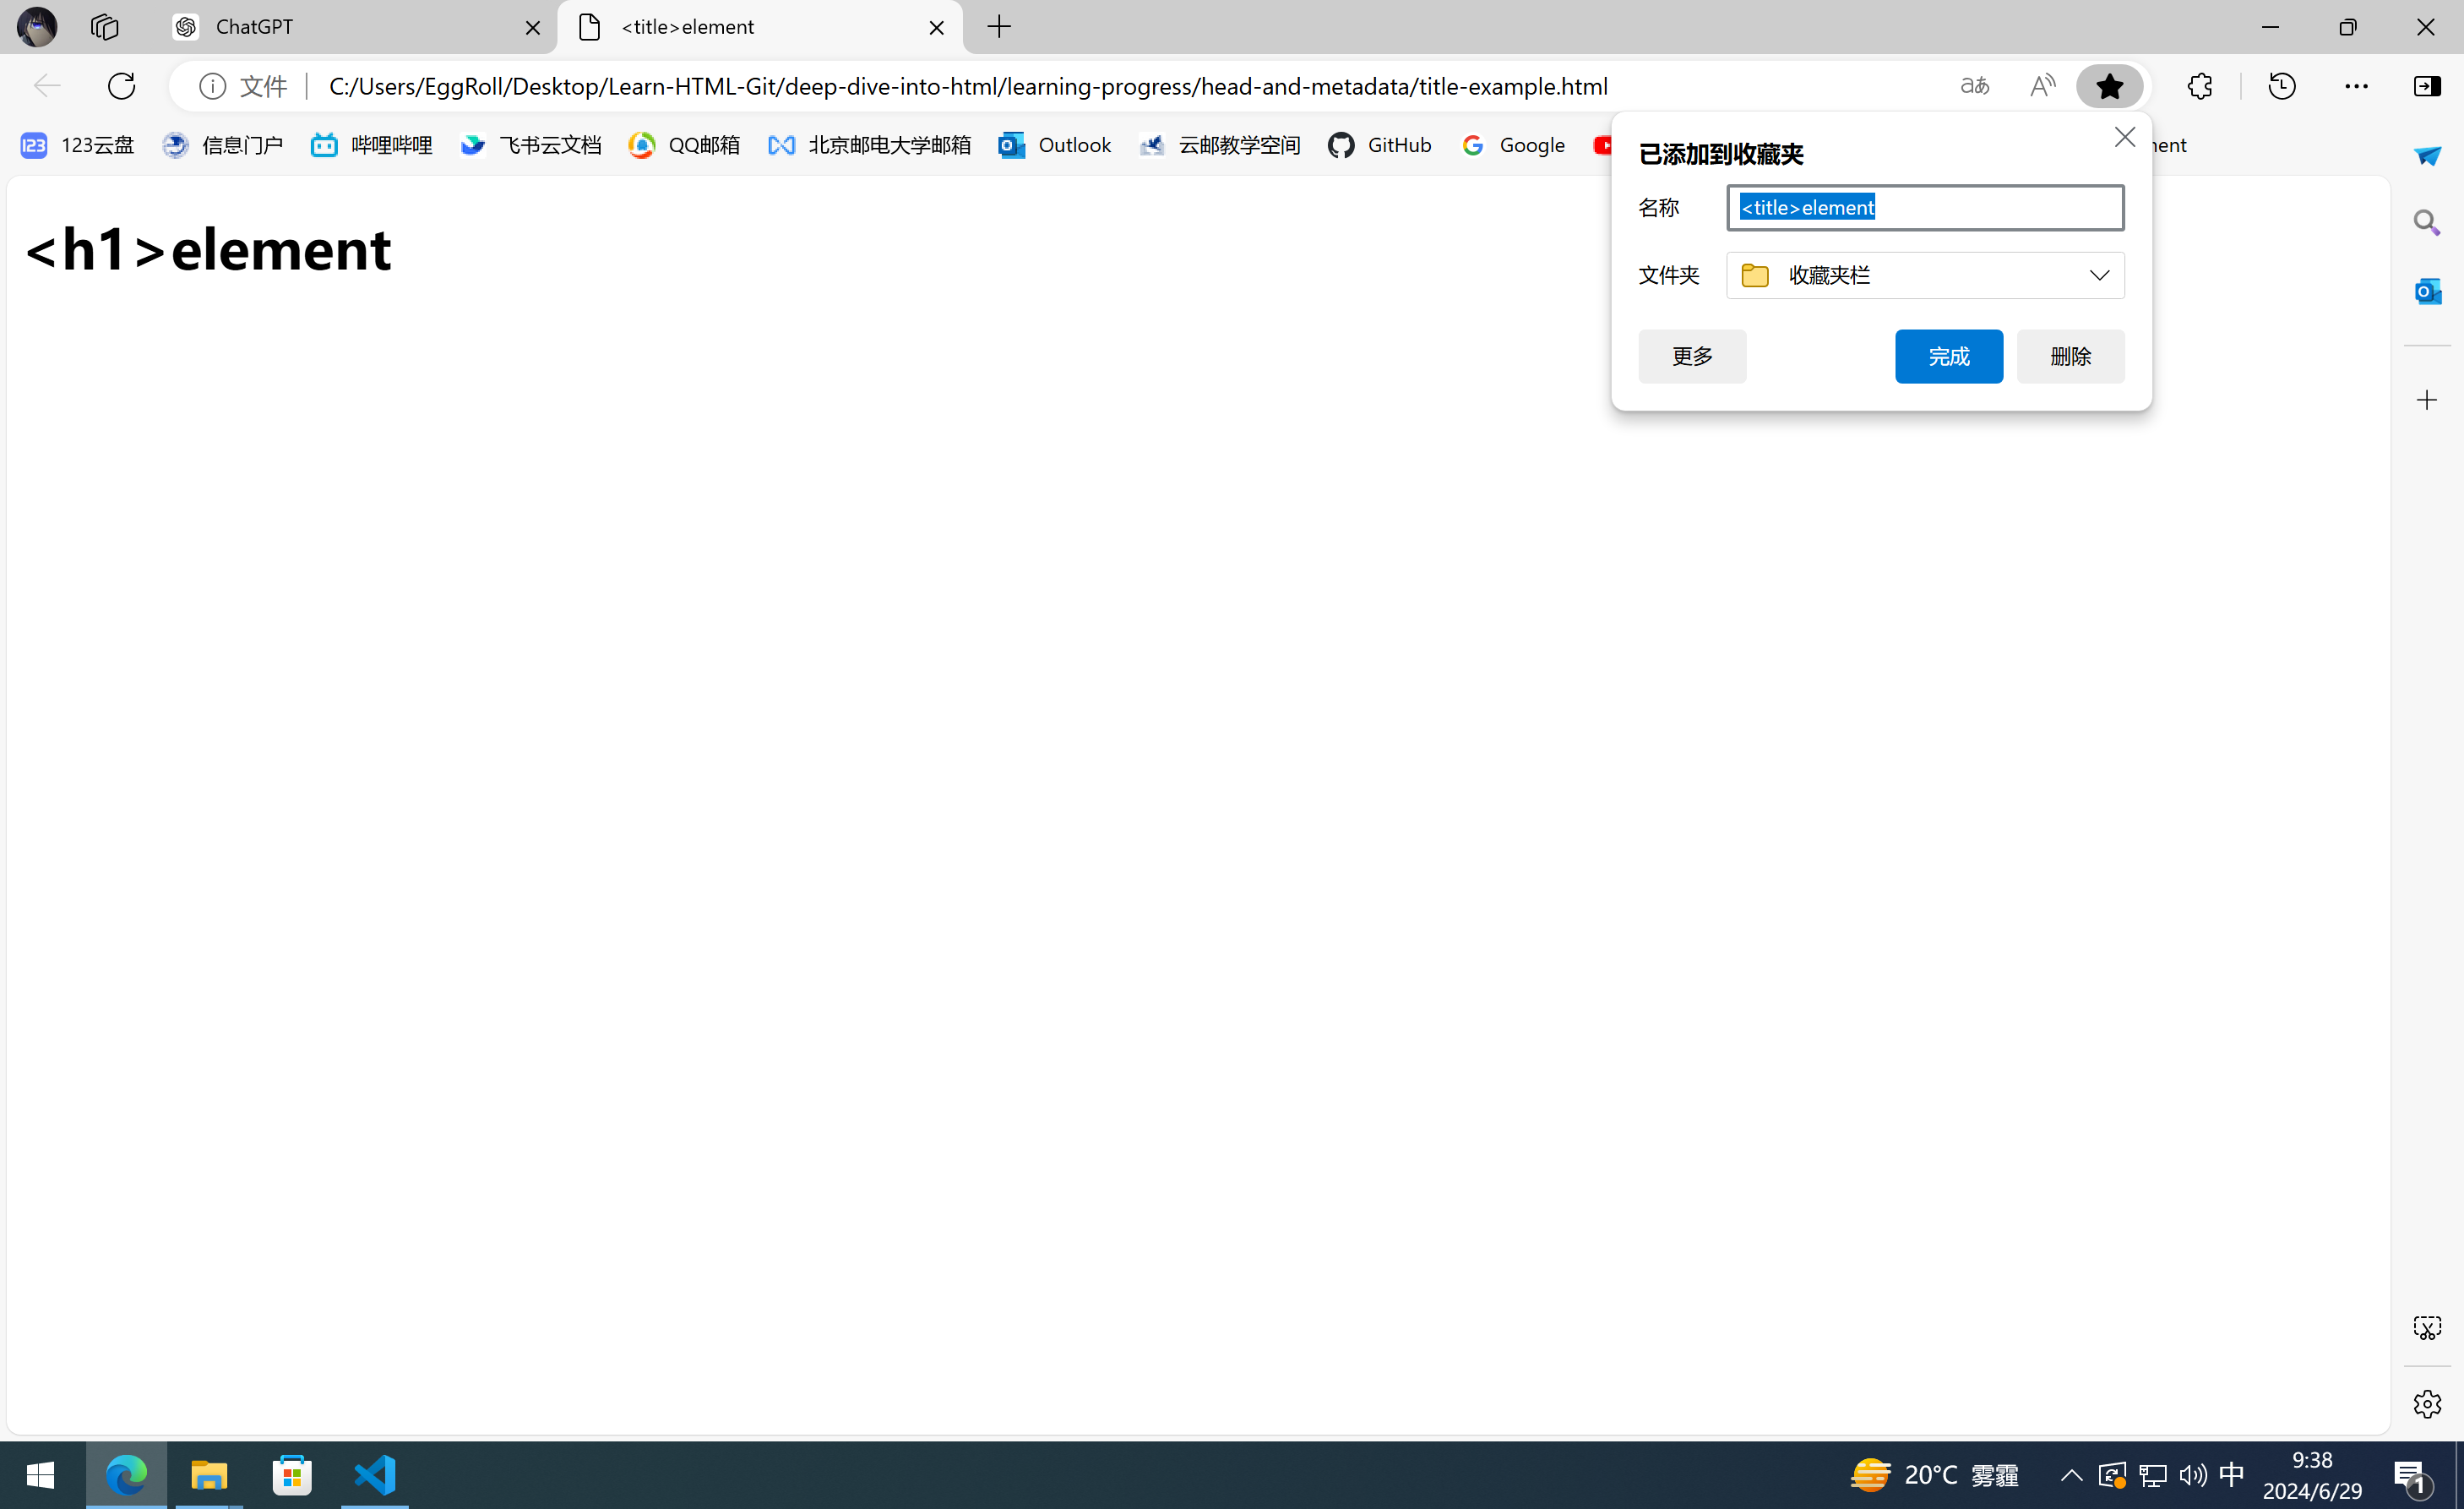 ChatGPT
<title>element
文件
C:/Users/EggRoll/Desktop/Learn-HTML-Git/deep-dive-into-html/learning-progress/head-and-metadata/title-example.html
aあ
A
123
123云盘
信息门户
哔哩哔哩
飞书云文档
QQ邮箱
北京邮电大学邮箱
Outlook
云邮教学空间
GitHub
Google
已添加到收藏夹
名称
<title>element
文件夹
收藏夹栏
更多
完成
删除
<h1>element
20°C 雾霾
中
9:38
2024/6/29
1